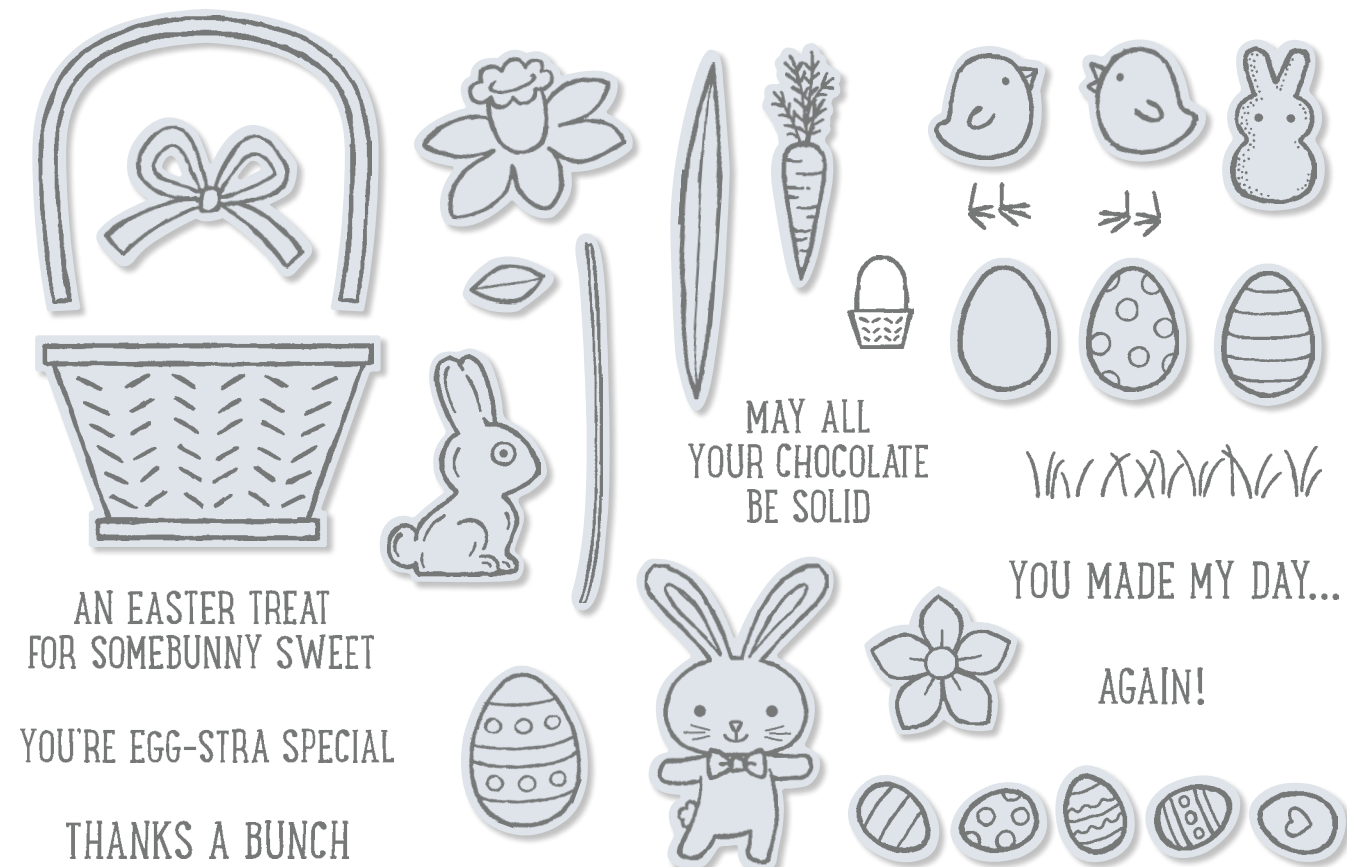 MAY ALL
YOUR CHOCOLATE
BE SOLID
YOU MADE MY DAY...
AN EASTER TREAT
FOR SOMEBUNNY SWEET
AGAIN!
YOU'RE EGG-STRA SPECIAL
THANKS A BUNCH